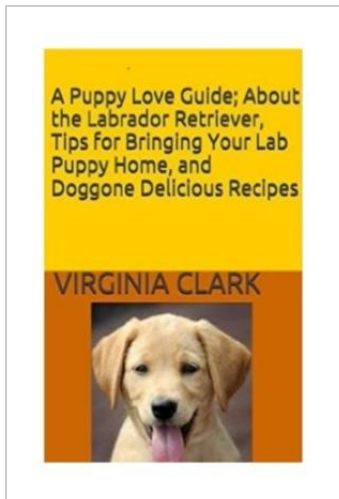 A Puppy Love Guide; About
the Labrador Retriever,
Tips for Bringing Your Lab
Puppy Home, and
Doggone Delicious Recipes
VIRGINIA CLARK